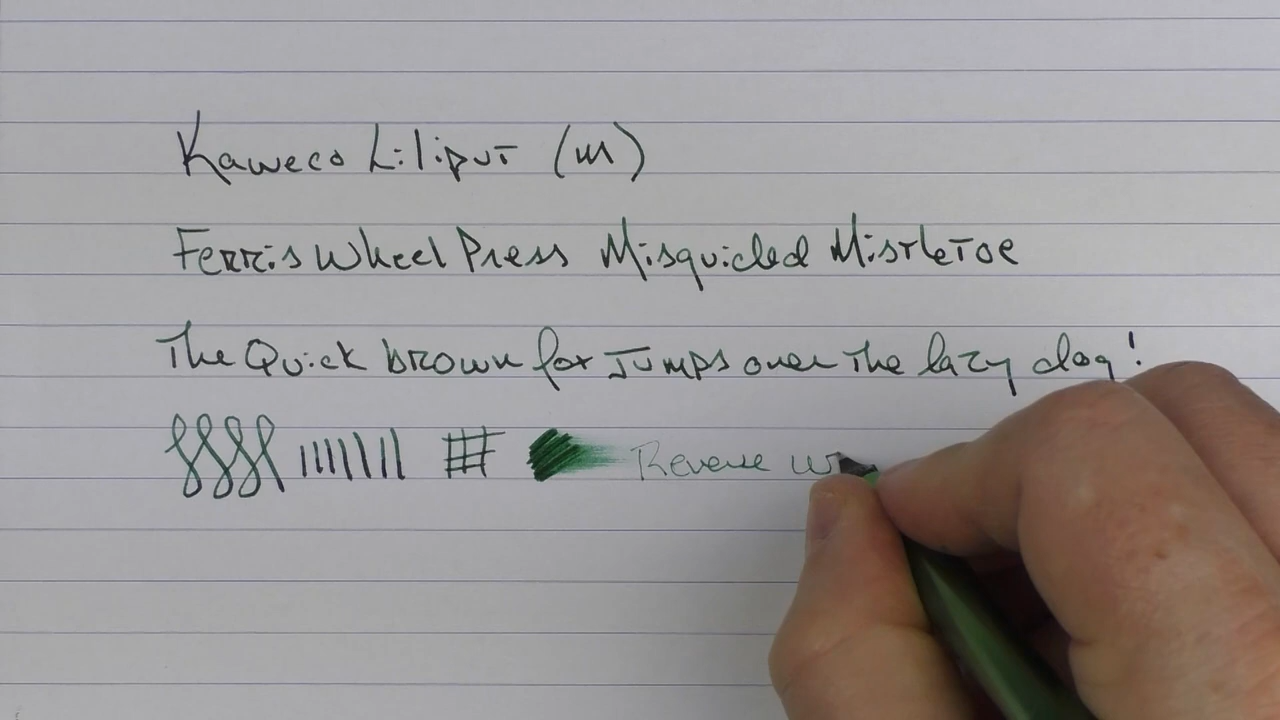 Kaweco Liliput (M)
Ferris Wheel Press Misguided Mistletoe
The Quick brown fox Jumps over The lazy dog!
Reverse w